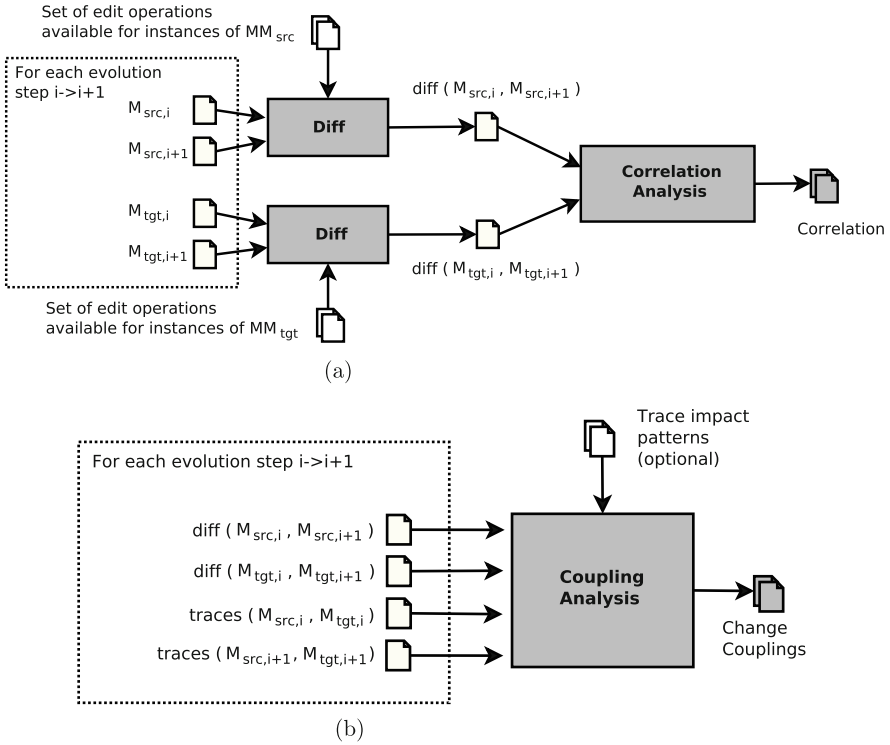 Set of edit operations
available for instances of MM src
For each evolution
step i->i+1
M src,i
M src,i+1
M tgt,i
M tgt,i+1
Diff
Diff
diff ( M src,i , M src,i+1 )
diff ( M tgt,i , M tgt,i+1 )
Correlation
Analysis
Correlation
Set of edit operations
available for instances of MM tgt
(a)
Trace impact
patterns
(optional)
For each evolution step i->i+1
diff ( M src,i , M src,i+1 )
diff ( M tgt,i , M tgt,i+1 )
traces ( M src,i , M tgt,i )
traces ( M src,i+1 , M tgt,i+1 )
Coupling
Analysis
Change
Couplings
(b)